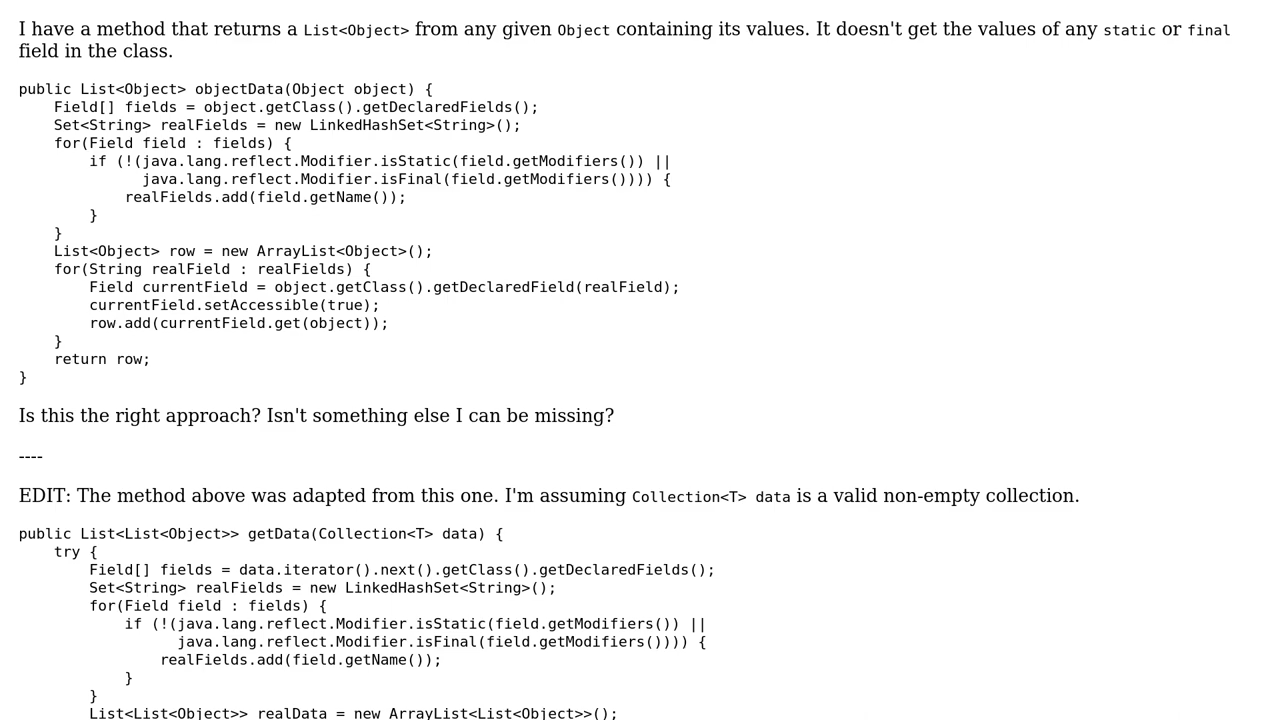 I have a method that returns a List<Object> from any given Object containing its values. It doesn't get the values of any static or final
field in the class.
public List<Object> objectData(Object object) {
    Field[] fields = object.getClass().getDeclaredFields();
    Set<String> realFields = new LinkedHashSet<String>();
    for(Field field : fields) {
        if (!(java.lang.reflect.Modifier.isStatic(field.getModifiers()) ||
              java.lang.reflect.Modifier.isFinal(field.getModifiers()))) {
            realFields.add(field.getName());
        }
    }
    List<Object> row = new ArrayList<Object>();
    for(String realField : realFields) {
        Field currentField = object.getClass().getDeclaredField(realField);
        currentField.setAccessible(true);
        row.add(currentField.get(object));
    }
    return row;
}
Is this the right approach? Isn't something else I can be missing?
----
EDIT: The method above was adapted from this one. I'm assuming Collection<T> data is a valid non-empty collection.
public List<List<Object>> getData(Collection<T> data) {
    try {
        Field[] fields = data.iterator().next().getClass().getDeclaredFields();
        Set<String> realFields = new LinkedHashSet<String>();
        for(Field field : fields) {
            if (!(java.lang.reflect.Modifier.isStatic(field.getModifiers()) ||
                  java.lang.reflect.Modifier.isFinal(field.getModifiers()))) {
                realFields.add(field.getName());
            }
        }
        List<List<Object>> realData = new ArrayList<List<Object>>();